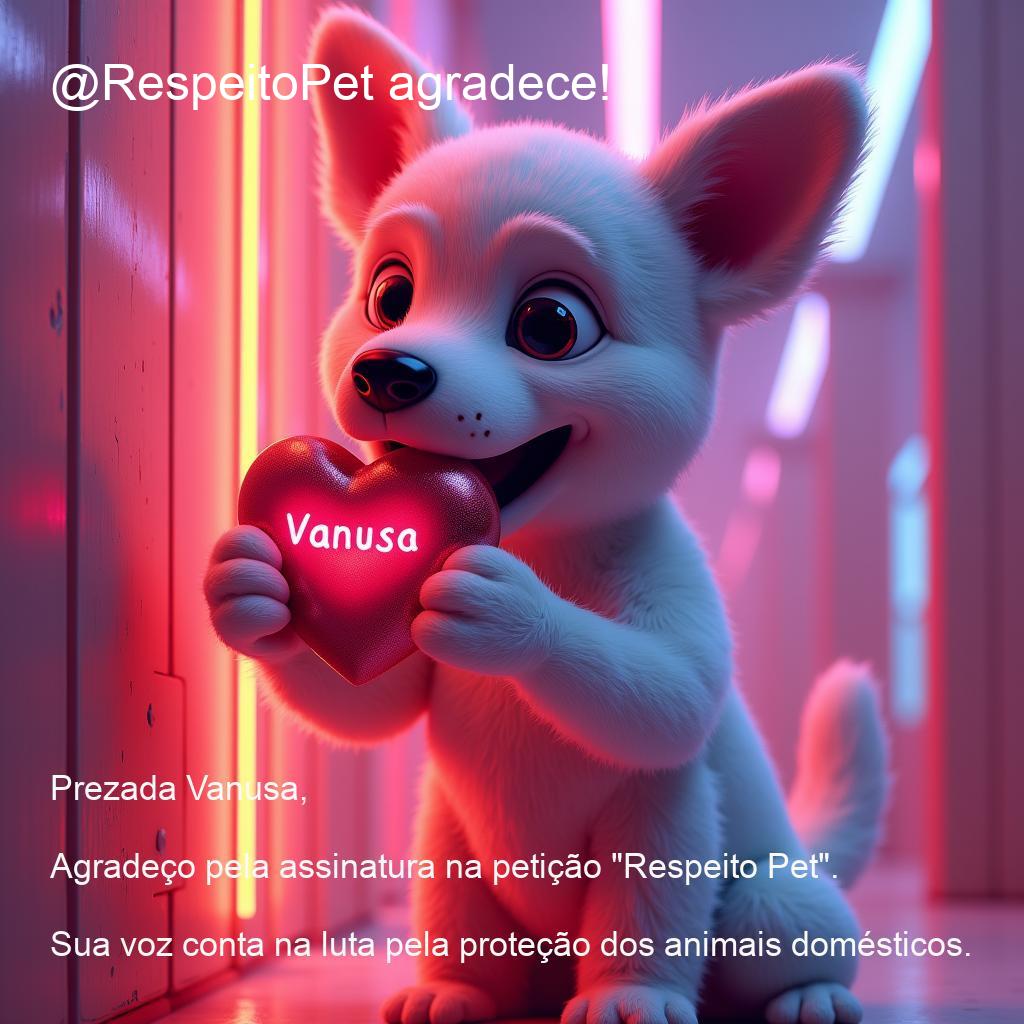 @RespeitoPet agradece!
Vanusa
Prezada Vanusa,
Agradeço pela assinatura na petição "Respeito Pet".
Sua voz conta na luta pela proteção dos animais domésticos.